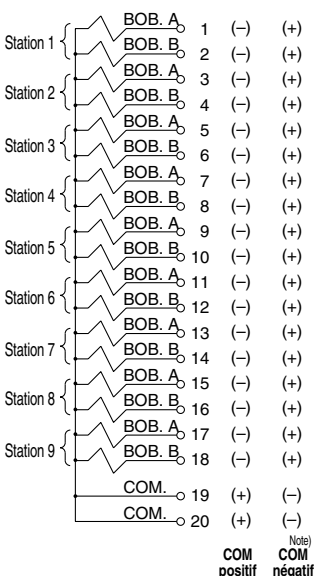 BOB. A 1 (–) (+)
Station 1 BOB. B 2 (–) (+)
BOB. A 3 (–) (+)
Station 2 BOB. B 4 (–) (+)
BOB. A 5 (–) (+)
Station 3 BOB. B 6 (–) (+)
BOB. A 7 (–) (+)
Station 4 BOB. B 8 (–) (+)
BOB. A 9 (–) (+)
Station 5 BOB. B 10 (–) (+)
BOB. A 11 (–) (+)
Station 6 BOB. B 12 (–) (+)
BOB. A 13 (–) (+)
Station 7 BOB. B 14 (–) (+)
BOB. A 15 (–) (+)
Station 8 BOB. B 16 (–) (+)
BOB. A 17 (–) (+)
Station 9 BOB. B 18 (–) (+)
COM. 19 (+) (–)
COM. 20 (+) (–)
Note)
COM COM
positif négatif